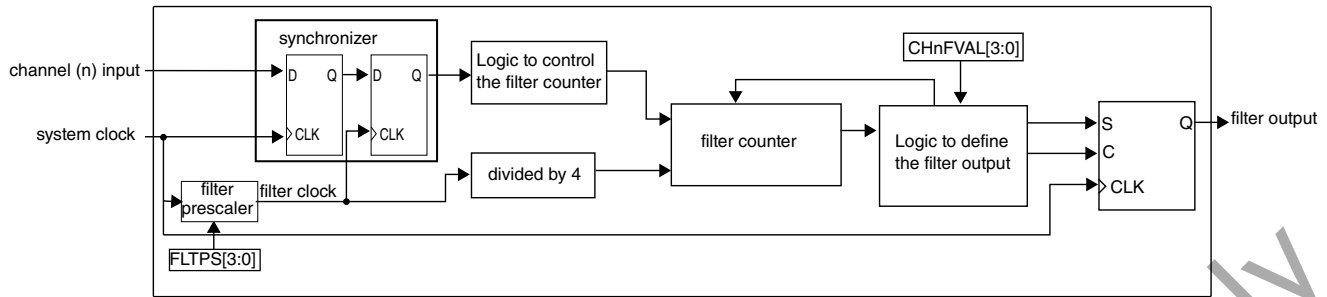 synchronizer
channel (n) input
D Q
D Q
CLK
CLK
Logic to control
the filter counter
CHnFVAL[3:0]
system clock
filter counter
Logic to define
the filter output
S Q
C
CLK
filter output
divided by 4
filter
prescaler
filter clock
FLTPS[3:0]